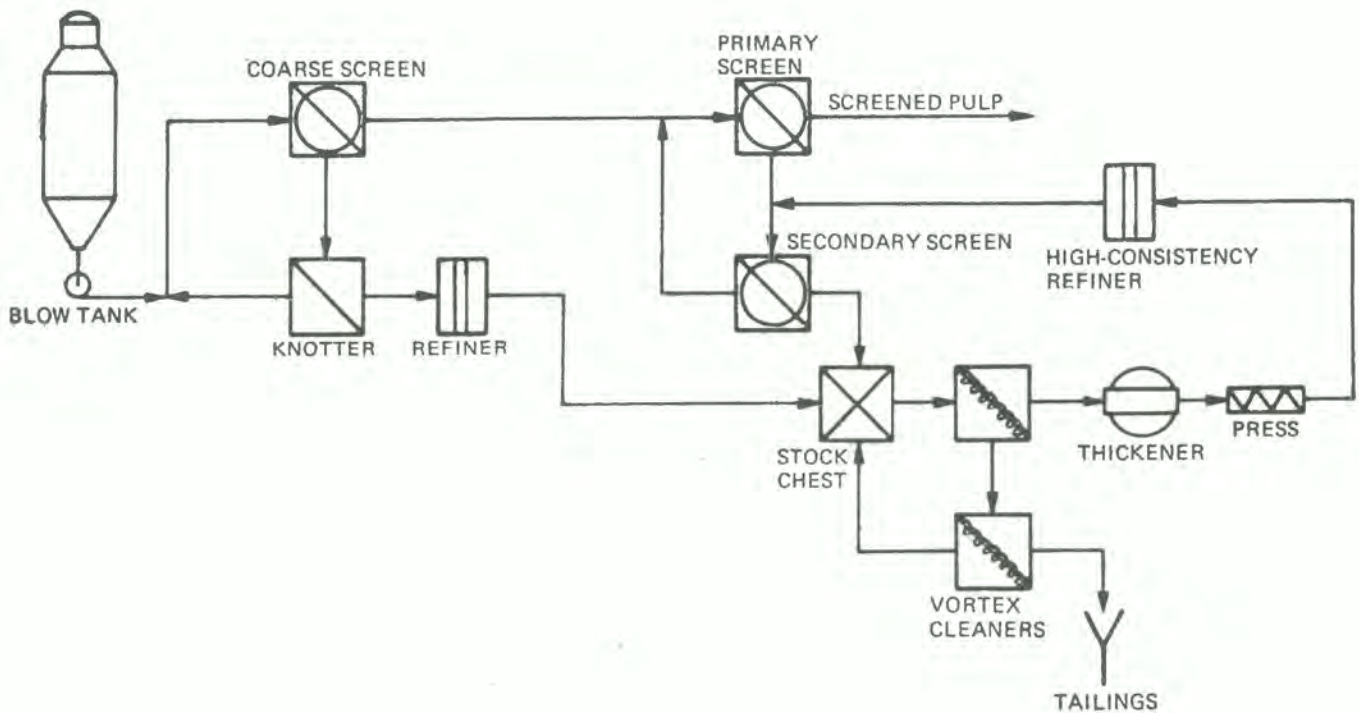 PRIMARY
SCREEN
COARSE SCREEN
SCREENED PULP
SECONDARY SCREEN
HIGH-CONSISTENCY
REFINER
BLOW TANK
KNOTTER
REFINER
STOCK
CHEST
THICKENER
PRESS
VORTEX
CLEANERS
TAILINGS